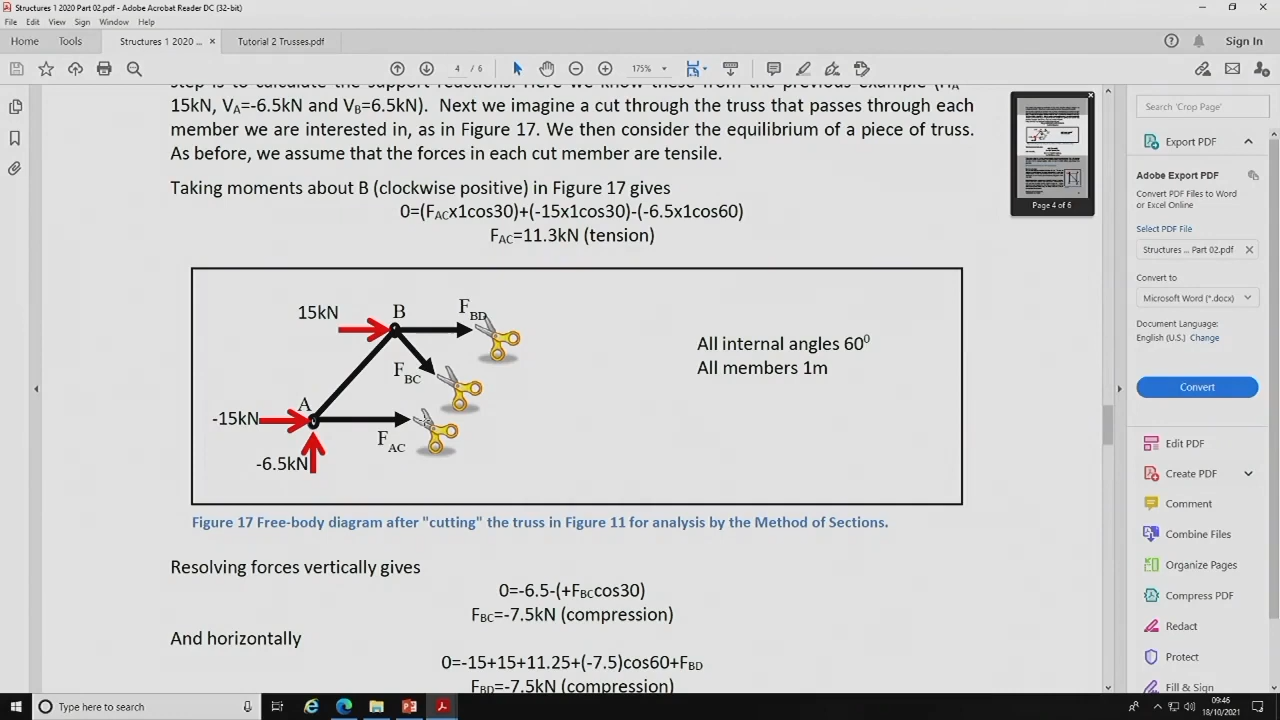 Structures 1 2020 Part 02.pdf - Adobe Acrobat Reader DC (32-bit)
File Edit View Sign Window Help
Home Tools Structures 1 2020 ... × Tutorial 2 Trusses.pdf Sign In
4 / 6 175%
15kN, VA=-6.5kN and VB=6.5kN). Next we imagine a cut through the truss that passes through each
member we are interested in, as in Figure 17. We then consider the equilibrium of a piece of truss.
As before, we assume that the forces in each cut member are tensile.
Taking moments about B (clockwise positive) in Figure 17 gives
0=(FACx1cos30)+(-15x1cos30)-(-6.5x1cos60)
FAC=11.3kN (tension)
15kN B FBD
FBC
A
-15kN
FAC
-6.5kN
All internal angles 60⁰
All members 1m
Figure 17 Free-body diagram after "cutting" the truss in Figure 11 for analysis by the Method of Sections.
Resolving forces vertically gives
0=-6.5-(+FBCcos30)
FBC=-7.5kN (compression)
And horizontally
0=-15+15+11.25+(-7.5)cos60+FBD
FBD=-7.5kN (compression)
Page 4 of 6
Search 'Crop Page'
Export PDF
Adobe Export PDF
Convert PDF Files to Word
or Excel Online
Select PDF File
Structures ... Part 02.pdf ×
Convert to
Microsoft Word (*.docx)
Document Language:
English (U.S.) Change
Convert
Edit PDF
Create PDF
Comment
Combine Files
Organize Pages
Compress PDF
Redact
Protect
Fill & Sign
Type here to search
09:46
18/10/2021